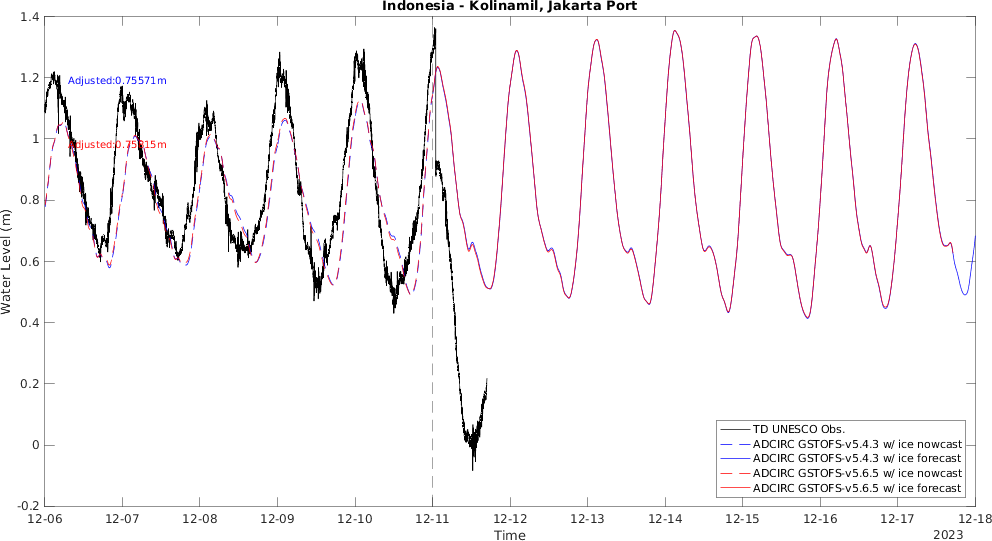 Indonesia - Kolinamil, Jakarta Port
1.4
1.2
1
0.8
0.6
0.4
0.2
0
-0.2
Water Level (m)
Adjusted:0.75571m
12-06
12-07
12-08
12-09
12-10
12-11
12-12
12-13
12-14
12-15
12-16
12-17
12-18
Time
2023
TD UNESCO Obs.
ADCIRC GSTOFS-v5.4.3 w/ ice nowcast
ADCIRC GSTOFS-v5.4.3 w/ ice forecast
ADCIRC GSTOFS-v5.6.5 w/ ice nowcast
ADCIRC GSTOFS-v5.6.5 w/ ice forecast